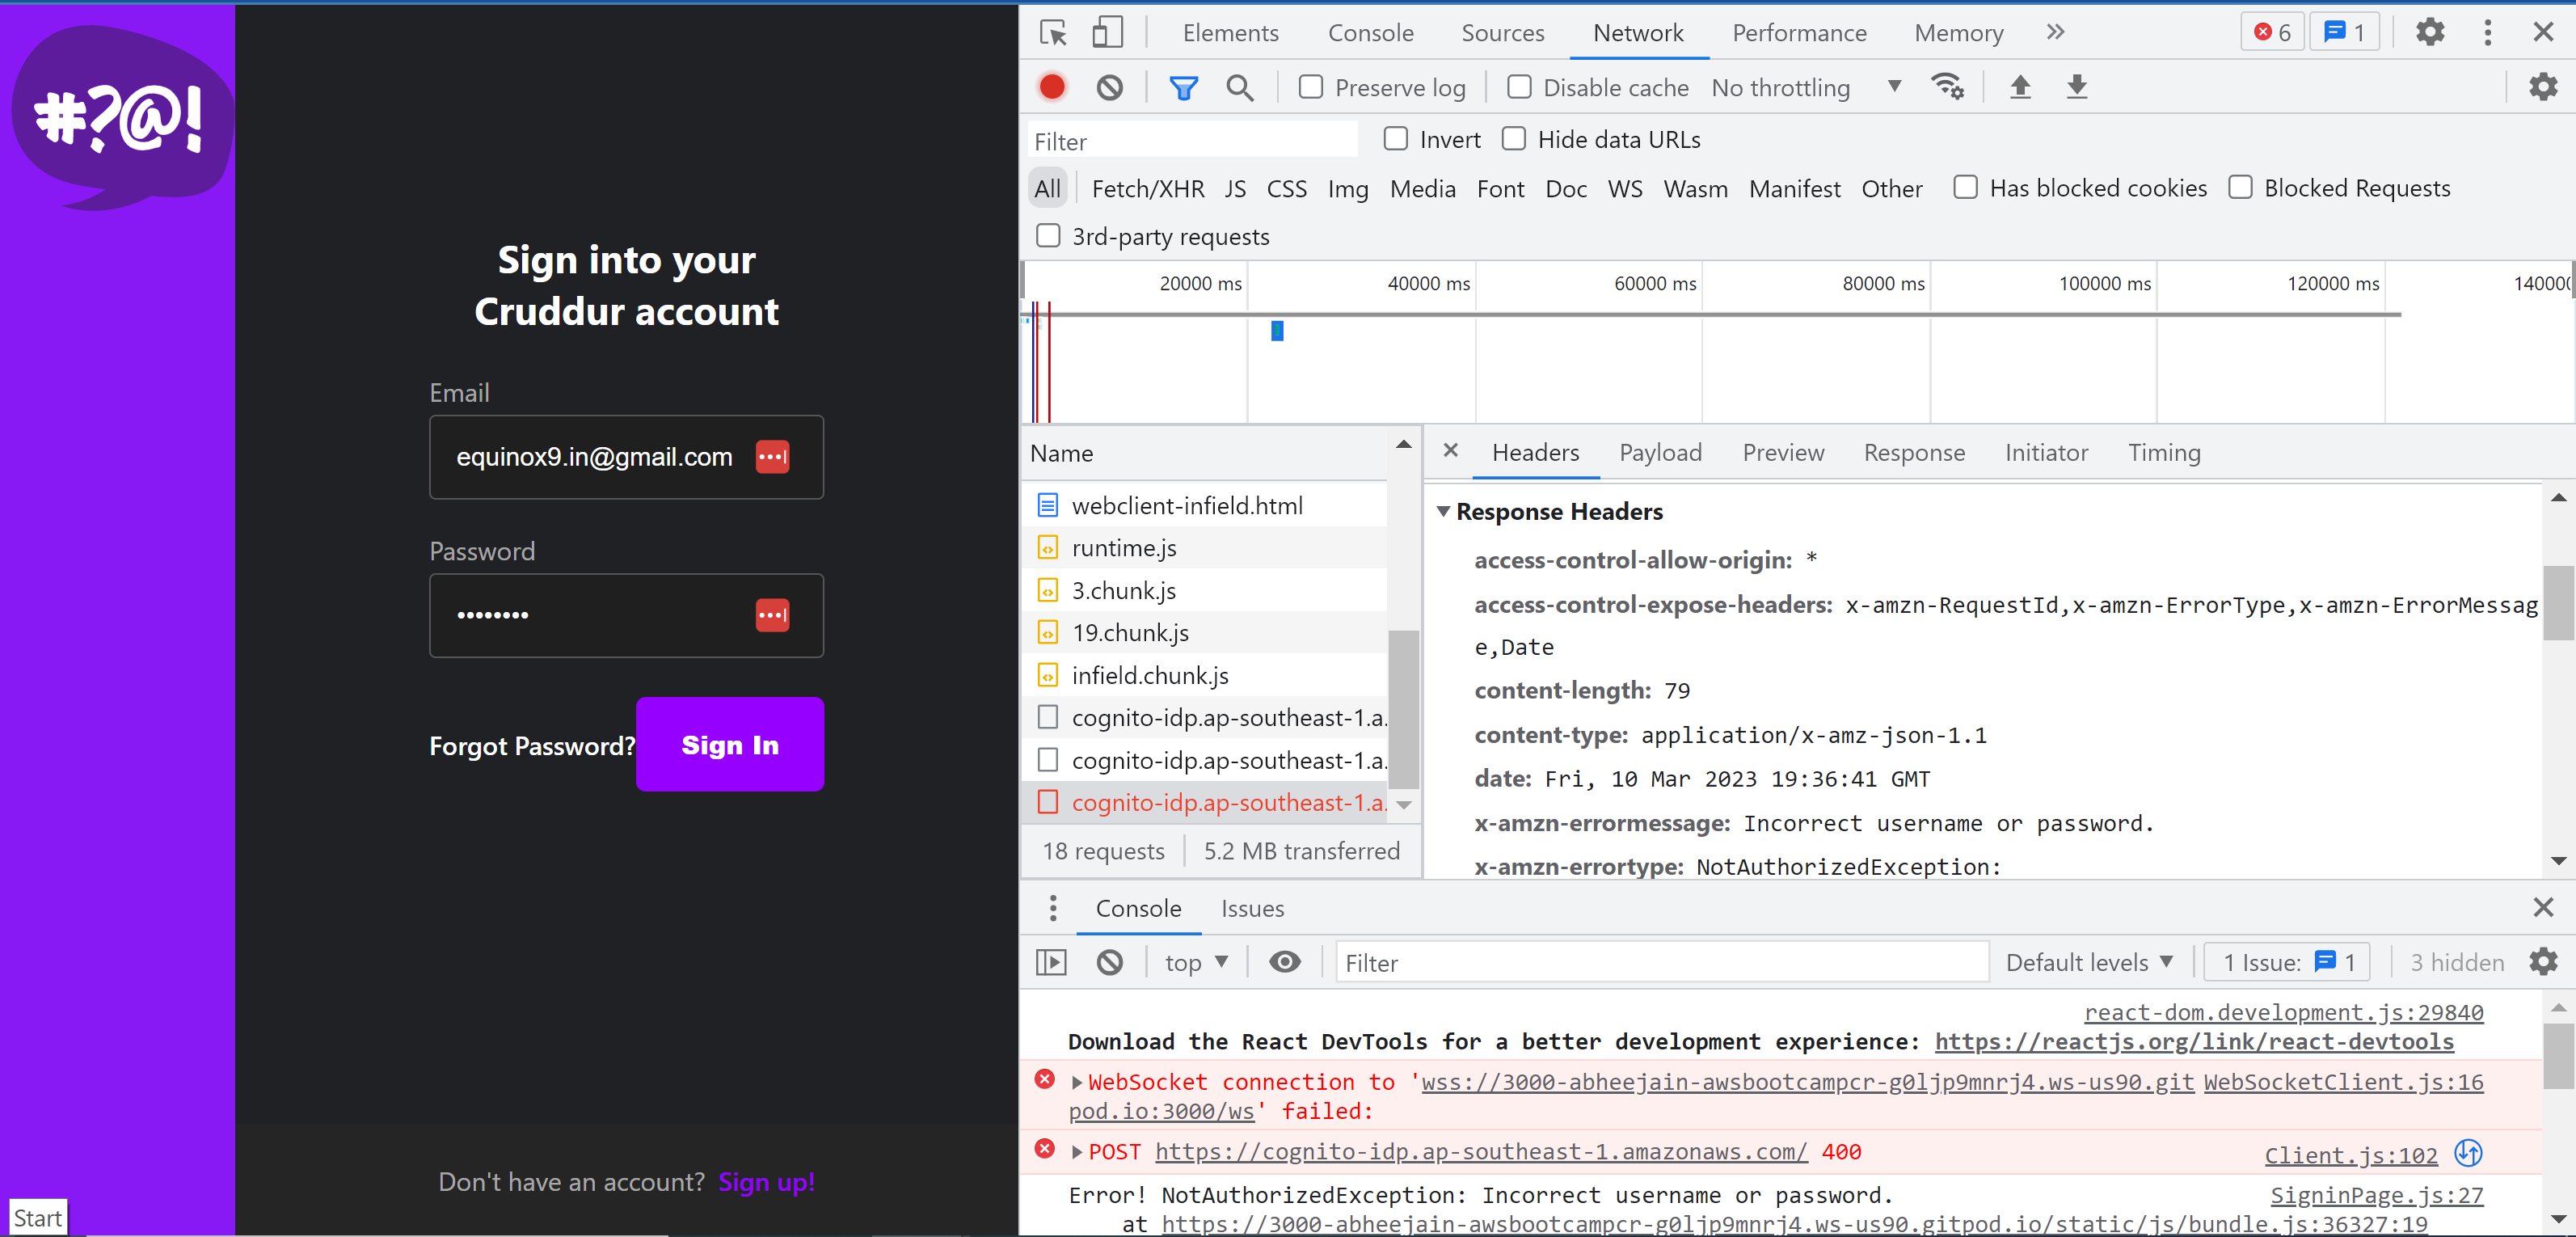 #?@!
Sign into your
Cruddur account
Email
equinox9.in@gmail.com
Password
••••••••
Forgot Password?
Sign In
Don't have an account? Sign up!
Start
Elements Console Sources Network Performance Memory » 6 1
Preserve log Disable cache No throttling
Filter Invert Hide data URLs
All Fetch/XHR JS CSS Img Media Font Doc WS Wasm Manifest Other Has blocked cookies Blocked Requests
3rd-party requests
20000 ms 40000 ms 60000 ms 80000 ms 100000 ms 120000 ms 14000
Name
webclient-infield.html
runtime.js
3.chunk.js
19.chunk.js
infield.chunk.js
cognito-idp.ap-southeast-1.a.
cognito-idp.ap-southeast-1.a.
cognito-idp.ap-southeast-1.a.
18 requests 5.2 MB transferred
Headers Payload Preview Response Initiator Timing
Response Headers
access-control-allow-origin: *
access-control-expose-headers: x-amzn-RequestId,x-amzn-ErrorType,x-amzn-ErrorMessag
e,Date
content-length: 79
content-type: application/x-amz-json-1.1
date: Fri, 10 Mar 2023 19:36:41 GMT
x-amzn-errormessage: Incorrect username or password.
x-amzn-errortype: NotAuthorizedException:
Console Issues
top Filter Default levels 1 Issue: 1 3 hidden
react-dom.development.js:29840
Download the React DevTools for a better development experience: https://reactjs.org/link/react-devtools
WebSocket connection to 'wss://3000-abheejain-awsbootcampcr-g0ljp9mnrj4.ws-us90.git WebSocketClient.js:16
pod.io:3000/ws' failed:
POST https://cognito-idp.ap-southeast-1.amazonaws.com/ 400 Client.js:102
Error! NotAuthorizedException: Incorrect username or password. SigninPage.js:27
at https://3000-abheejain-awsbootcampcr-g0ljp9mnrj4.ws-us90.gitpod.io/static/js/bundle.js:36327:19